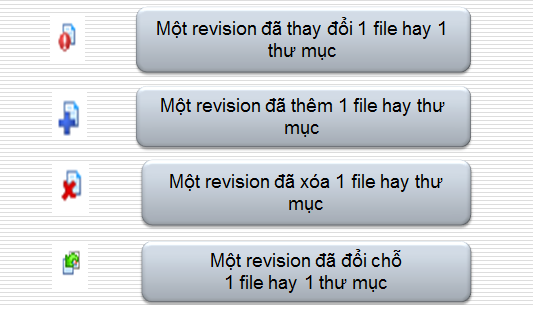 Một revision đã thay đổi 1 file hay 1
thư mục
Một revision đã thêm 1 file hay thư
mục
Một revision đã xóa 1 file hay thư
mục
Một revision đã đổi chỗ
1 file hay 1 thư mục